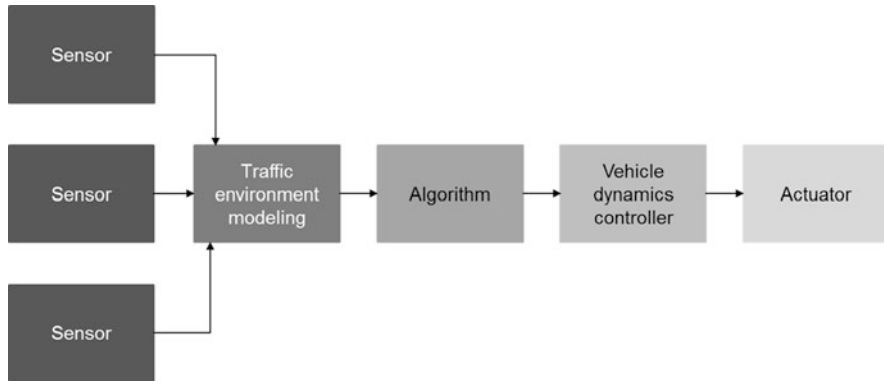 Sensor
Sensor
Sensor
Traffic
environment
modeling
Algorithm
Vehicle
dynamics
controller
Actuator